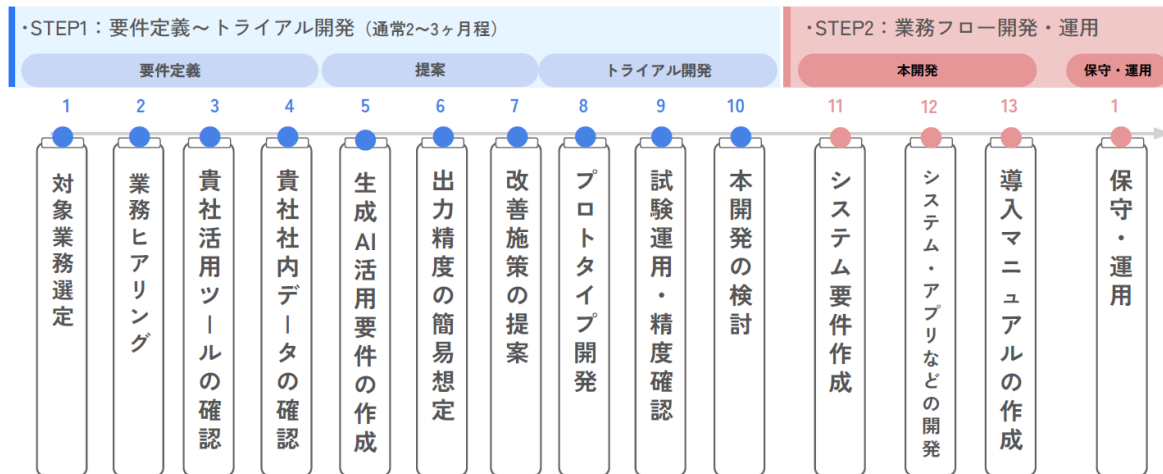 ・STEP1：要件定義～トライアル開発（通常2～3ヶ月程）
・STEP2：業務フロー開発・運用
要件定義
提案
トライアル開発
本開発
保守・運用
1
2
3
4
5
6
7
8
9
10
11
12
13
1
対象業務選定
業務ヒアリング
貴社活用ツールの確認
貴社社内データの確認
生成AI活用要件の作成
出力精度の簡易想定
改善施策の提案
プロトタイプ開発
試験運用・精度確認
本開発の検討
システム要件作成
システム・アプリなどの開発
導入マニュアルの作成
保守・運用